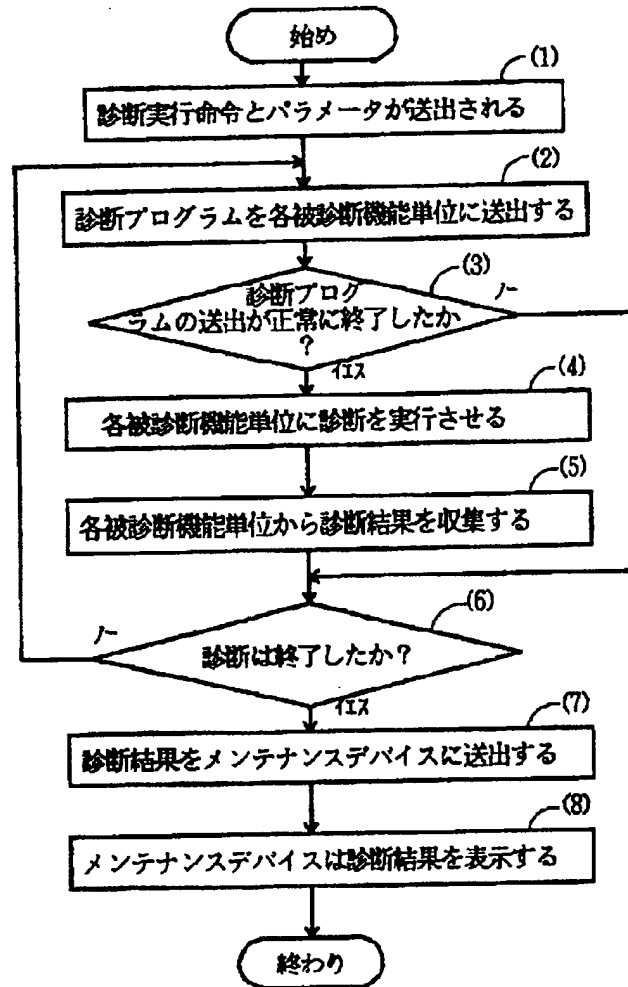 始め
(1)
診断実行命令とパラメータが送出される
(2)
診断プログラムを各被診断機能単位に送出する
(3)
診断プログ
ラムの送出が正常に終了したか
?
ノー
イエス
(4)
各被診断機能単位に診断を実行させる
(5)
各被診断機能単位から診断結果を収集する
(6)
診断は終了したか?
ノー
イエス
(7)
診断結果をメンテナンスデバイスに送出する
(8)
メンテナンスデバイスは診断結果を表示する
終わり